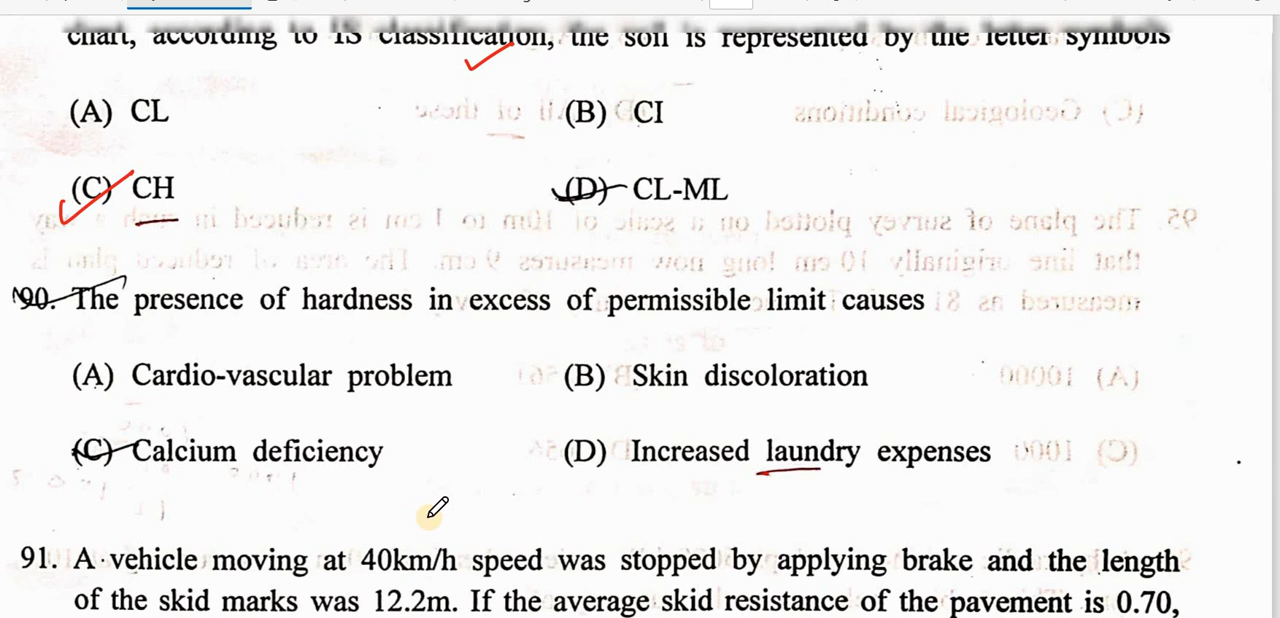 chart, according to IS classification, the soil is represented by the letter symbols
(A) CL (B) CI
(C) CH (D) CL-ML
90. The presence of hardness in excess of permissible limit causes
(A) Cardio-vascular problem (B) Skin discoloration
(C) Calcium deficiency (D) Increased laundry expenses
91. A vehicle moving at 40km/h speed was stopped by applying brake and the length
of the skid marks was 12.2m. If the average skid resistance of the pavement is 0.70,